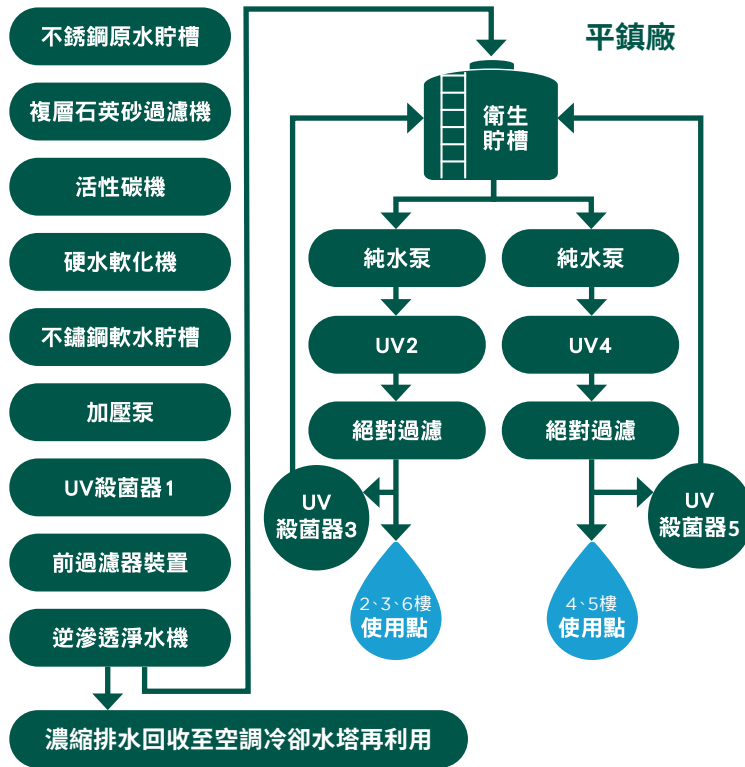 平鎮廠
不銹鋼原水貯槽
複層石英砂過濾機
活性碳機
硬水軟化機
不鏽鋼軟水貯槽
加壓泵
UV殺菌器1
前過濾器裝置
逆滲透淨水機
濃縮排水回收至空調冷卻水塔再利用
衛生
貯槽
純水泵
UV2
絕對過濾
UV
殺菌器3
2、3、6樓
使用點
純水泵
UV4
絕對過濾
UV
殺菌器5
4、5樓
使用點